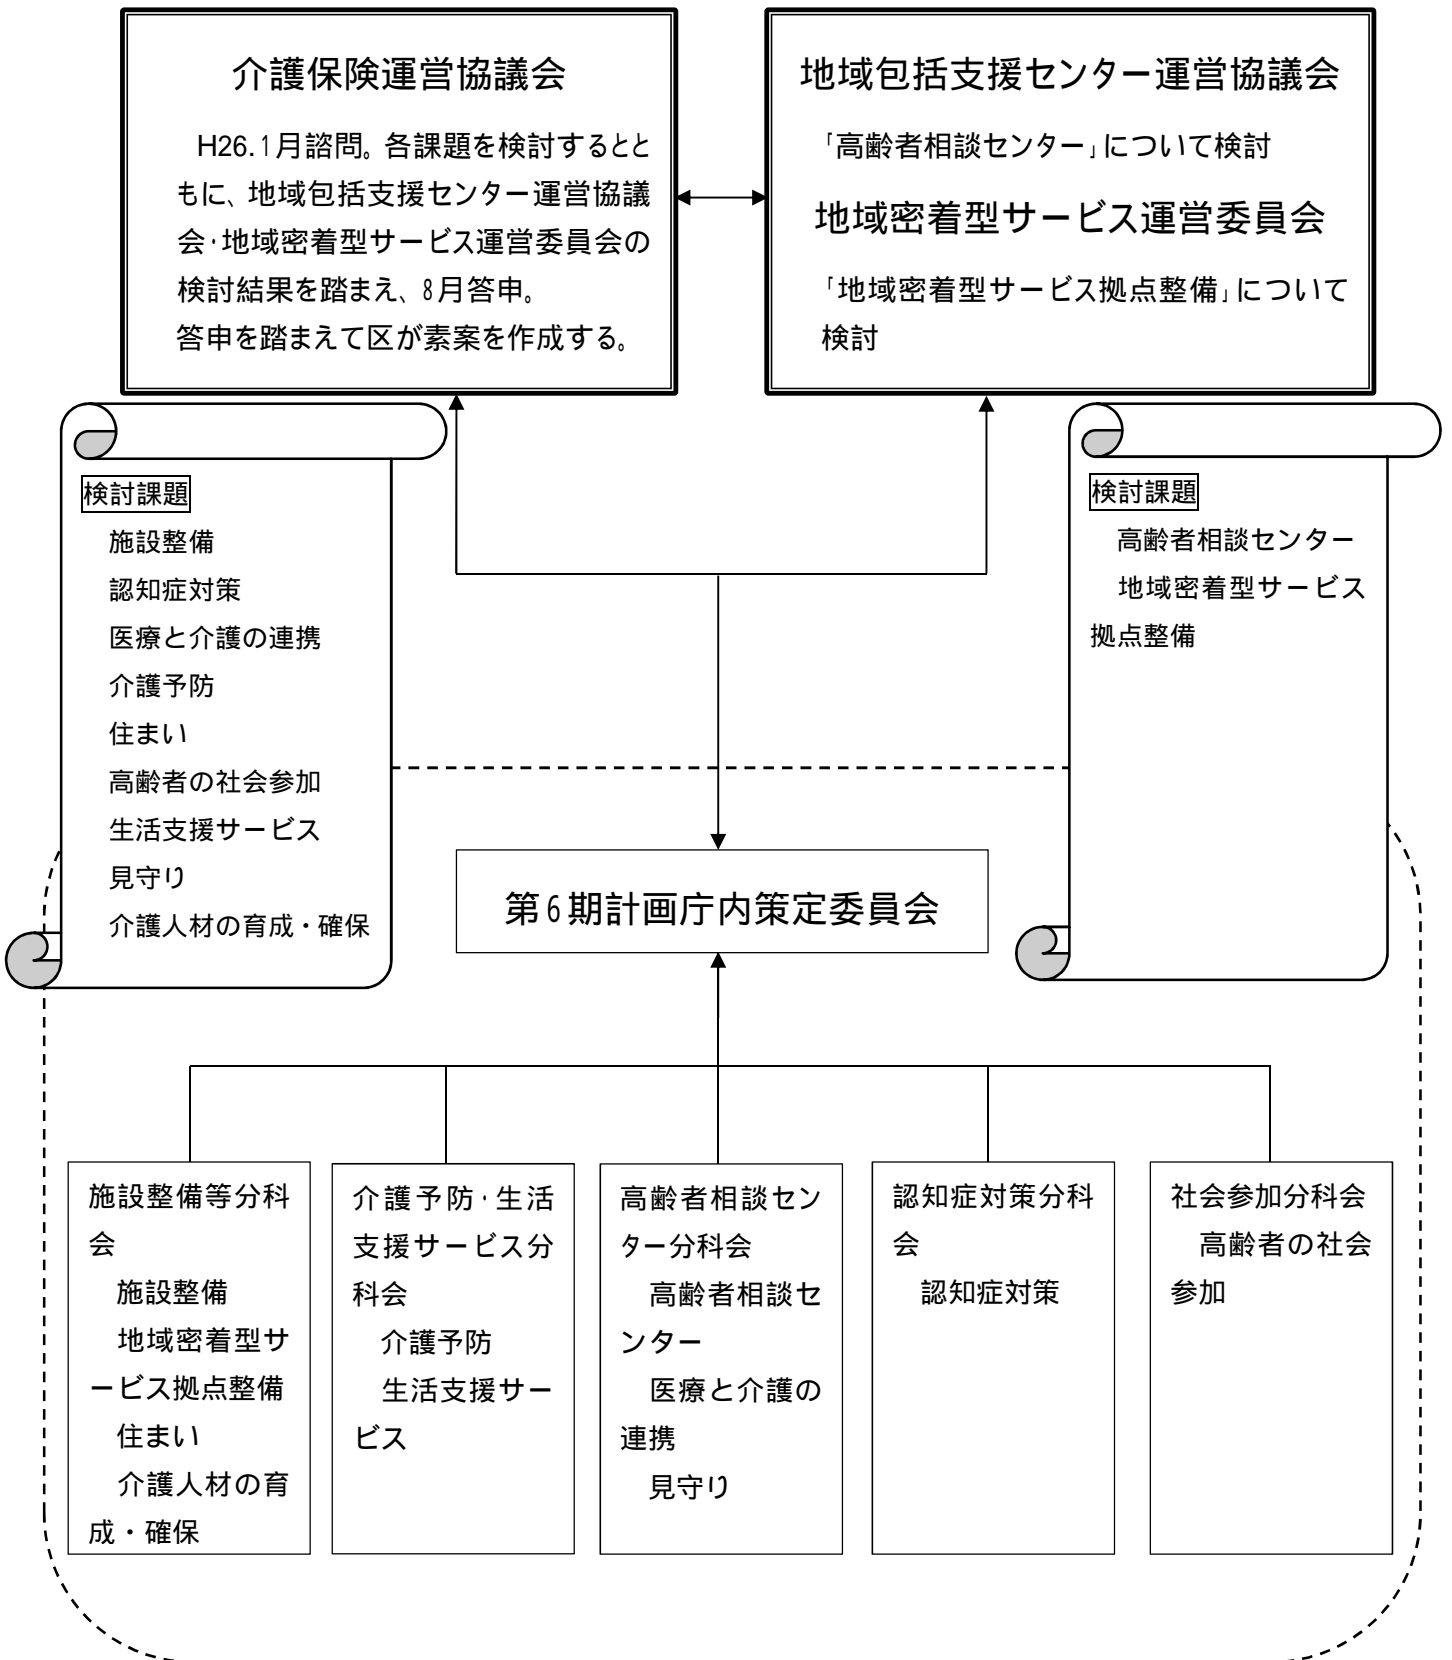 介護保険運営協議会
H26.1月諮問。各課題を検討するとと
もに、地域包括支援センター運営協議
会・地域密着型サービス運営委員会の
検討結果を踏まえ、8月答申。
答申を踏まえて区が素案を作成する。
地域包括支援センター運営協議会
「高齢者相談センター」について検討
地域密着型サービス運営委員会
「地域密着型サービス拠点整備」について
検討
検討課題
施設整備
認知症対策
医療と介護の連携
介護予防
住まい
高齢者の社会参加
生活支援サービス
見守り
介護人材の育成・確保
検討課題
高齢者相談センター
地域密着型サービス
拠点整備
第6期計画庁内策定委員会
施設整備等分科
会
施設整備
地域密着型サ
ービス拠点整備
住まい
介護人材の育
成・確保
介護予防・生活
支援サービス分
科会
介護予防
生活支援サー
ビス
高齢者相談セン
ター分科会
高齢者相談セ
ンター
医療と介護の
連携
見守り
認知症対策分科
会
認知症対策
社会参加分科会
高齢者の社会
参加